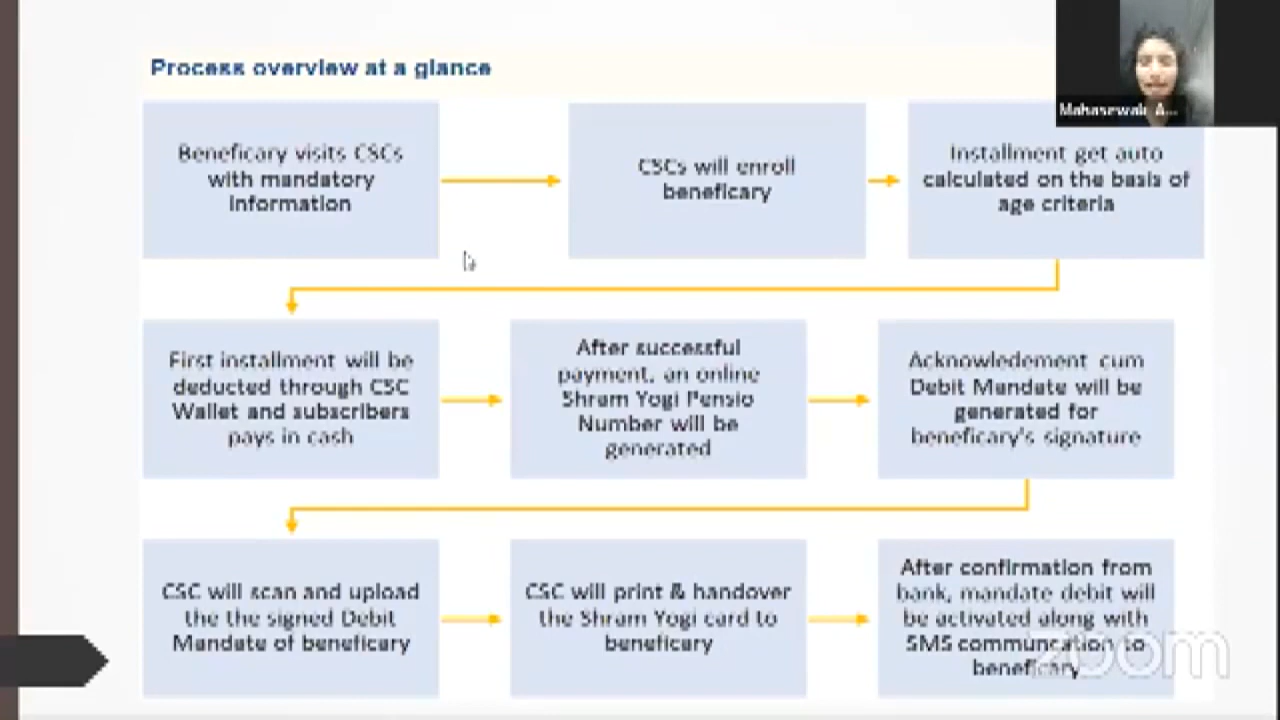 Process overview at a glance
Mahasewak A...
Beneficary visits CSCs
with mandatory
information
CSCs will enroll
beneficary
Installment get auto
calculated on the basis of
age criteria
First installment will be
deducted through CSC
Wallet and subscribers
pays in cash
After successful
payment, an online
Shram Yogi Pensio
Number will be
generated
Acknowledement cum
Debit Mandate will be
generated for
beneficary's signature
CSC will scan and upload
the the signed Debit
Mandate of beneficary
CSC will print & handover
the Shram Yogi card to
beneficary
After confirmation from
bank, mandate debit will
be activated along with
SMS communcation to
beneficary
zoom